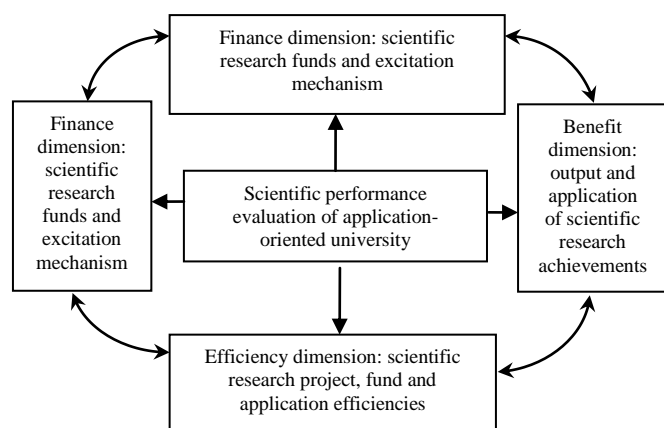 Finance dimension: scientific
research funds and excitation
mechanism
Finance
dimension:
scientific
research
funds and
excitation
mechanism
Scientific performance
evaluation of application-
oriented university
Benefit
dimension:
output and
application
of scientific
research
achievements
Efficiency dimension: scientific
research project, fund and
application efficiencies